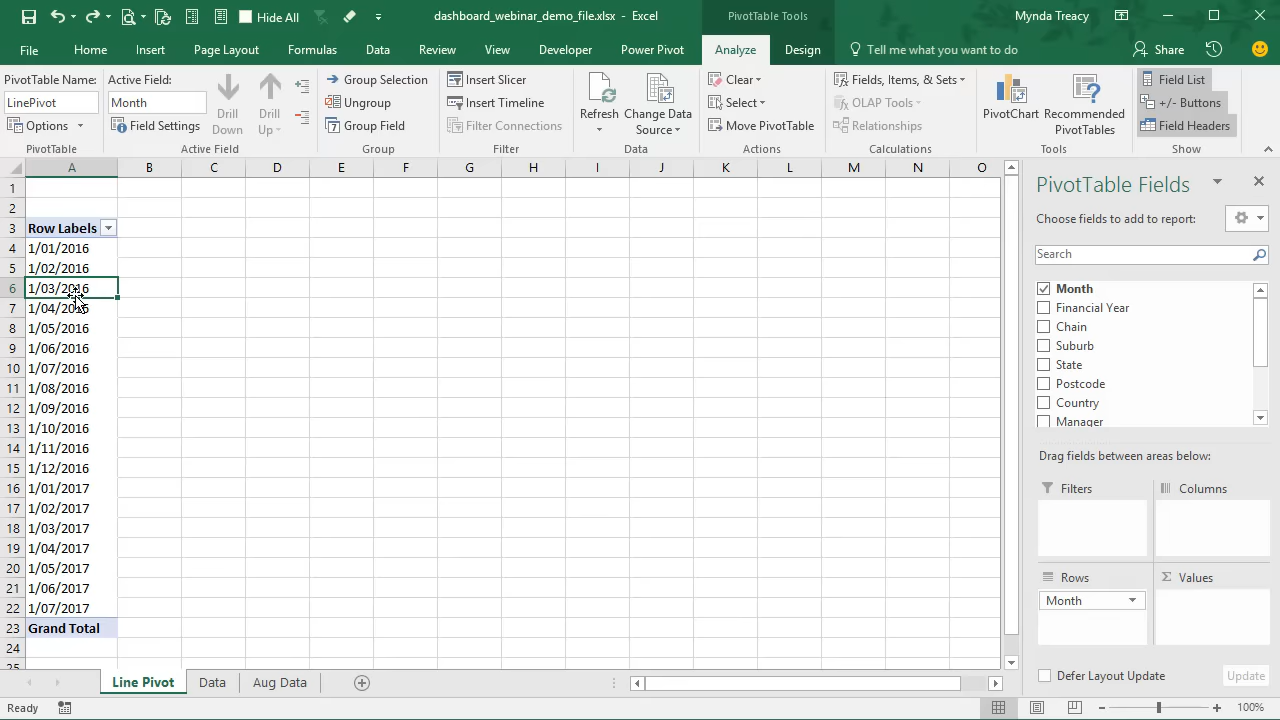 Hide All
dashboard_webinar_demo_file.xlsx - Excel
PivotTable Tools
Mynda Treacy
File Home Insert Page Layout Formulas Data Review View Developer Power Pivot Analyze Design Tell me what you want to do Share
PivotTable Name:
LinePivot
Options
PivotTable
Active Field:
Month
Field Settings
Drill Down
Drill Up
Active Field
Group Selection
Ungroup
Group Field
Group
Insert Slicer
Insert Timeline
Filter Connections
Filter
Refresh
Change Data Source
Data
Clear
Select
Move PivotTable
Actions
Fields, Items, & Sets
OLAP Tools
Relationships
Calculations
PivotChart
Recommended PivotTables
Tools
Field List
+/- Buttons
Field Headers
Show
A B C D E F G H I J K L M N O
1
2
3 Row Labels
4 1/01/2016
5 1/02/2016
6 1/03/2016
7 1/04/2016
8 1/05/2016
9 1/06/2016
10 1/07/2016
11 1/08/2016
12 1/09/2016
13 1/10/2016
14 1/11/2016
15 1/12/2016
16 1/01/2017
17 1/02/2017
18 1/03/2017
19 1/04/2017
20 1/05/2017
21 1/06/2017
22 1/07/2017
23 Grand Total
24
25
PivotTable Fields
Choose fields to add to report:
Search
Month
Financial Year
Chain
Suburb
State
Postcode
Country
Manager
Drag fields between areas below:
Filters
Columns
Rows
Values
Month
Defer Layout Update
Update
Line Pivot Data Aug Data
Ready
100%